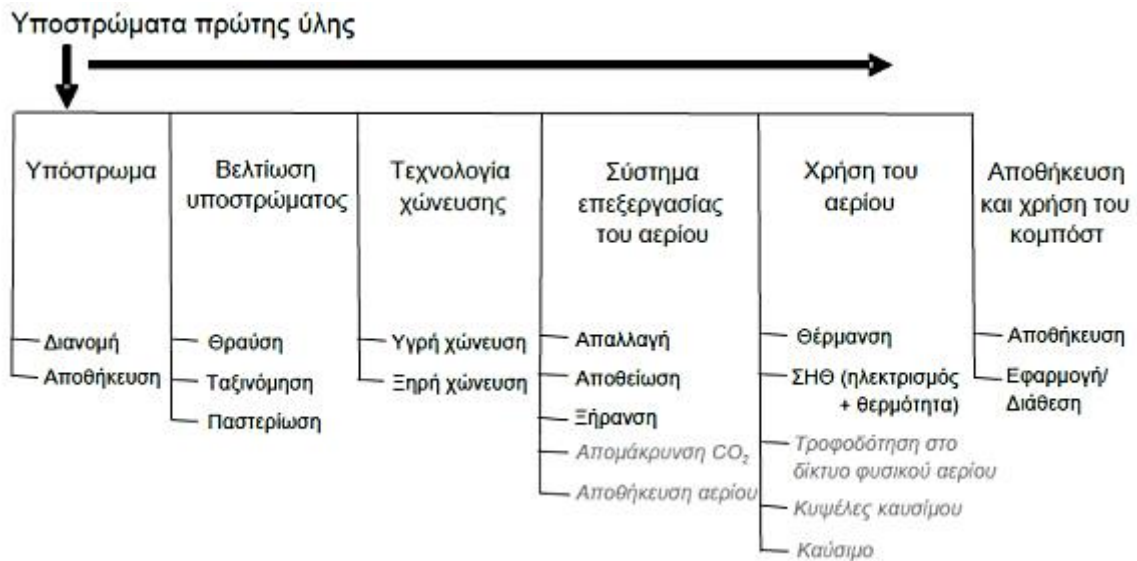 Υποστρώματα πρώτης ύλης
Υπόστρωμα
Διανομή
Αποθήκευση
Βελτίωση
υποστρώματος
Θραύση
Ταξινόμηση
Παστερίωση
Τεχνολογία
χώνευσης
Υγρή χώνευση
Ξηρή χώνευση
Σύστημα
επεξεργασίας
του αερίου
Απαλλαγή
Αποθείωση
Ξήρανση
Απομάκρυνση CO₂
Αποθήκευση αερίου
Χρήση του
αερίου
Θέρμανση
ΣΗΘ (ηλεκτρισμός
+ θερμότητα)
Τροφοδότηση στο
δίκτυο φυσικού αερίου
Κυψέλες καυσίμου
Καύσιμο
Αποθήκευση
και χρήση του
κομπόστ
Αποθήκευση
Εφαρμογή/
Διάθεση